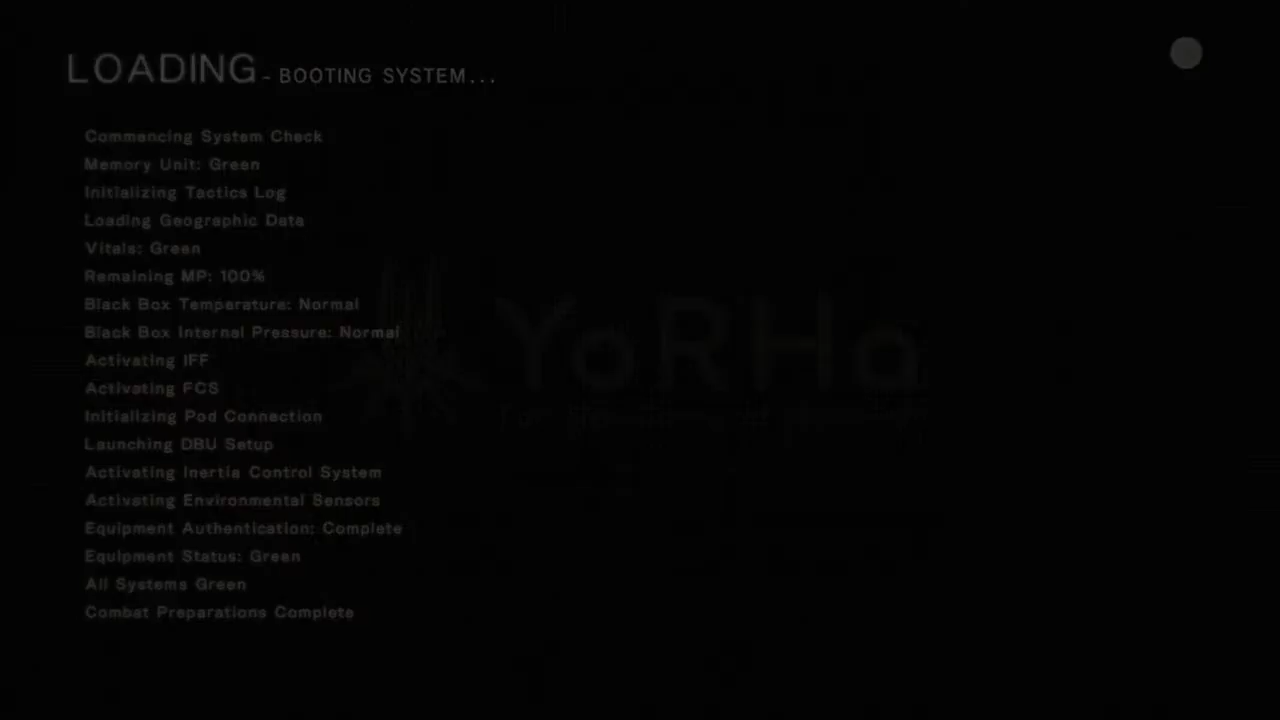 LOADING - BOOTING SYSTEM...
Commencing System Check
Memory Unit: Green
Initializing Tactics Log
Loading Geographic Data
Vitals: Green
Remaining MP: 100%
Black Box Temperature: Normal
Black Box Internal Pressure: Normal
Activating IFF
Activating FCS
Initializing Pod Connection
Launching DBU Setup
Activating Inertia Control System
Activating Environmental Sensors
Equipment Authentication: Complete
Equipment Status: Green
All Systems Green
Combat Preparations Complete
YoRHa